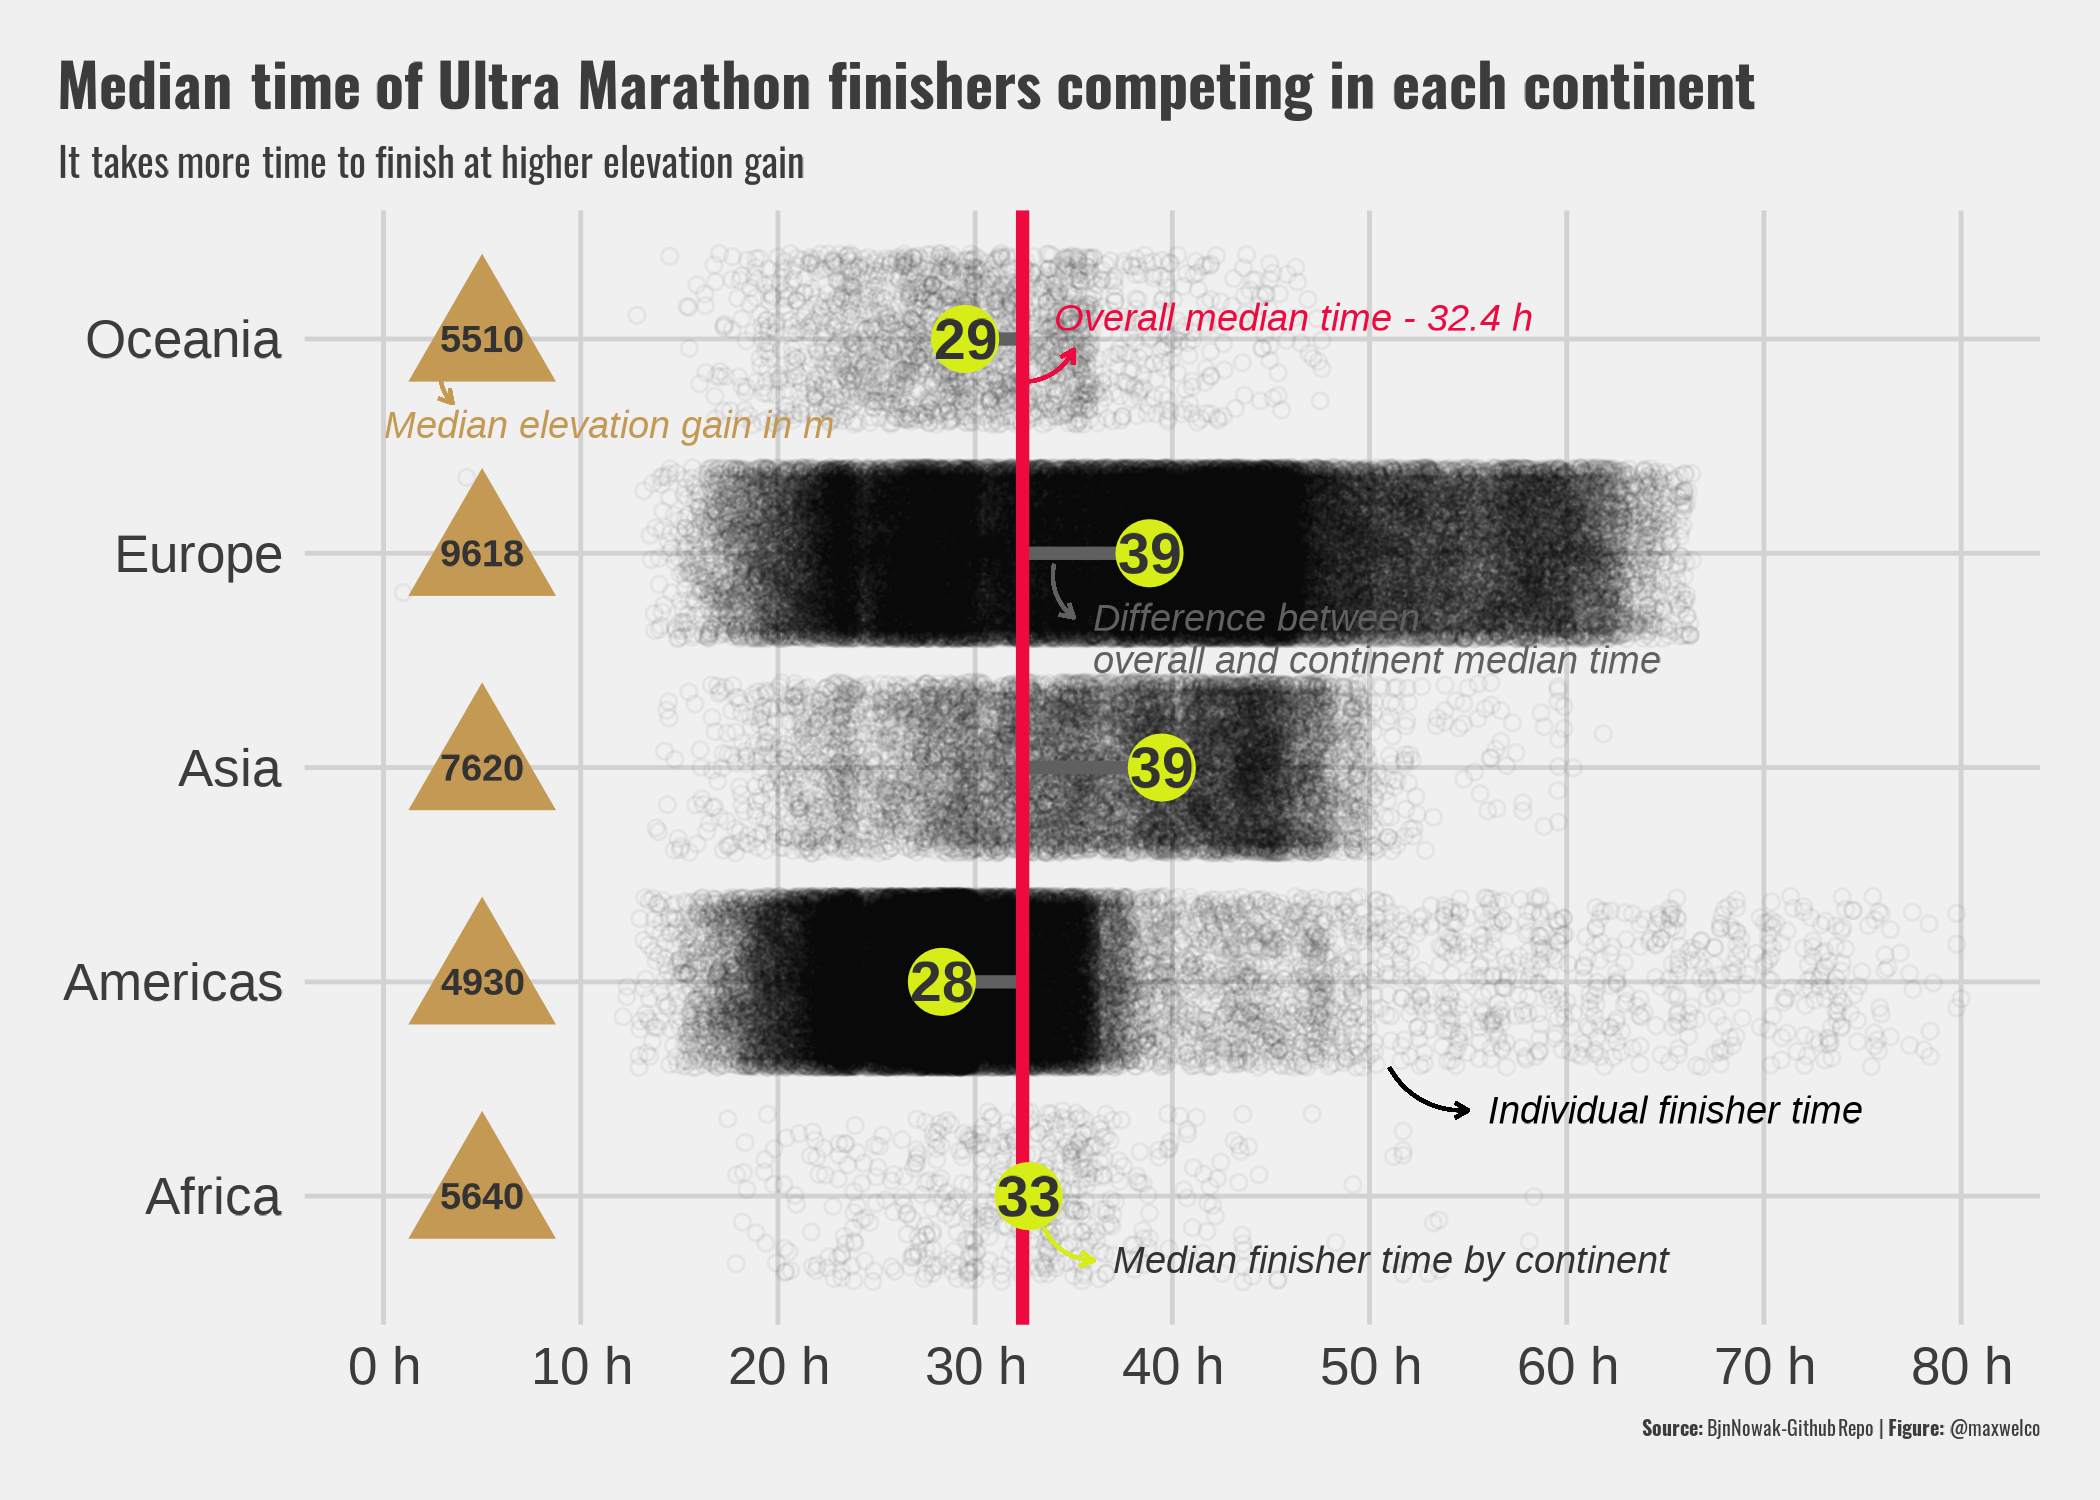 Median time of Ultra Marathon finishers competing in each continent
It takes more time to finish at higher elevation gain
Oceania
5510
29
Overall median time - 32.4 h
Median elevation gain in m
Europe
9618
39
Difference between
overall and continent median time
Asia
7620
39
Americas
4930
28
Individual finisher time
Africa
5640
33
Median finisher time by continent
0 h 10 h 20 h 30 h 40 h 50 h 60 h 70 h 80 h
Source: BjnNowak-Github Repo | Figure: @maxwelco